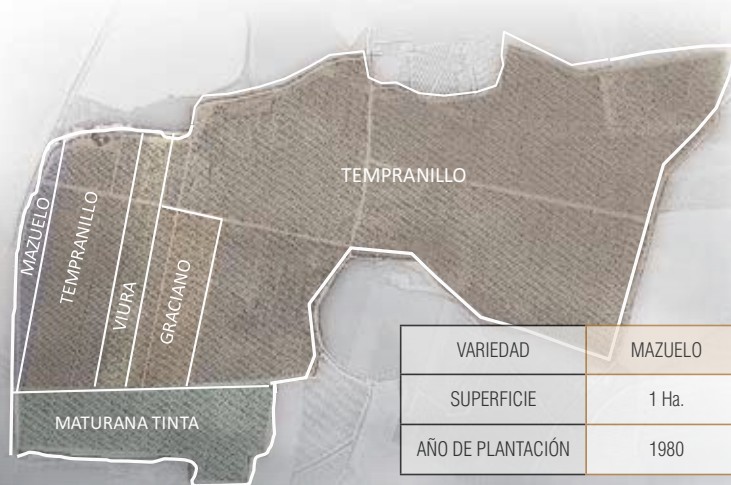 TEMPRANILLO
MAZUELO
TEMPRANILLO
VIURA
GRACIANO
MATURANA TINTA
VARIEDAD MAZUELO
SUPERFICIE 1 Ha.
AÑO DE PLANTACIÓN 1980